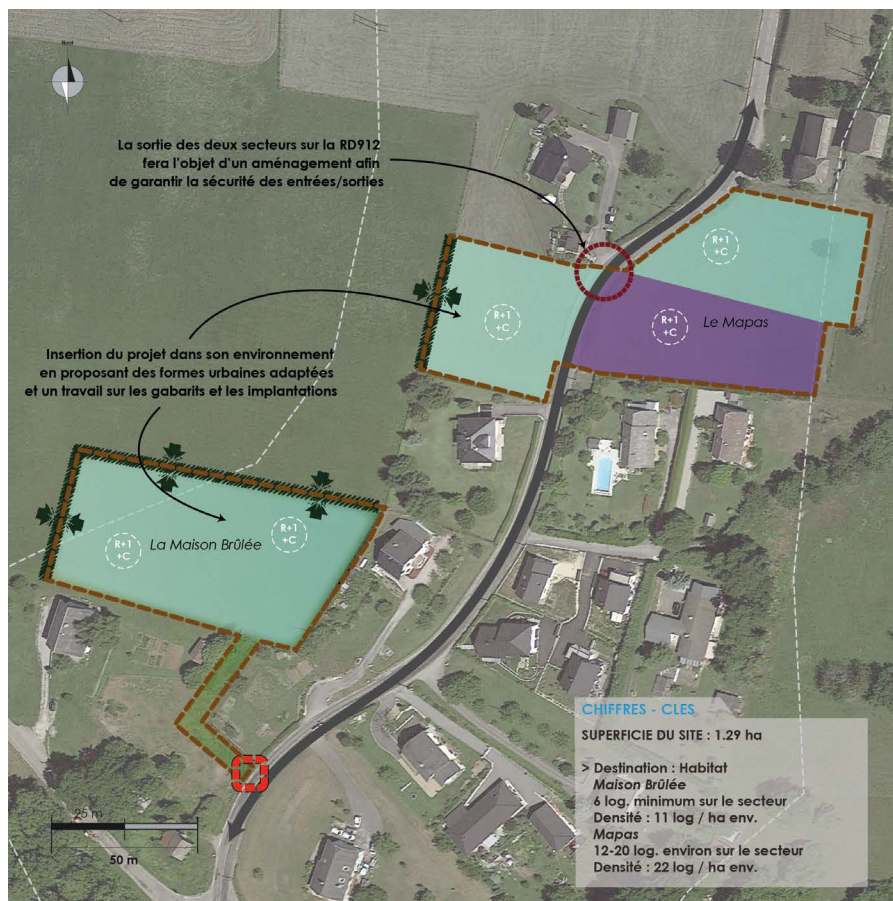 Nord
La sortie des deux secteurs sur la RD912
fera l'objet d'un aménagement afin
de garantir la sécurité des entrées/sorties
R+1
+C
R+1
+C
R+1
+C
Le Mapas
Insertion du projet dans son environnement
en proposant des formes urbaines adaptées
et un travail sur les gabarits et les implantations
R+1
+C
La Maison Brûlée
R+1
+C
CHIFFRES - CLES
SUPERFICIE DU SITE : 1.29 ha
> Destination : Habitat
Maison Brûlée
6 log. minimum sur le secteur
Densité : 11 log / ha env.
Mapas
12-20 log. environ sur le secteur
Densité : 22 log / ha env.
25 m
50 m